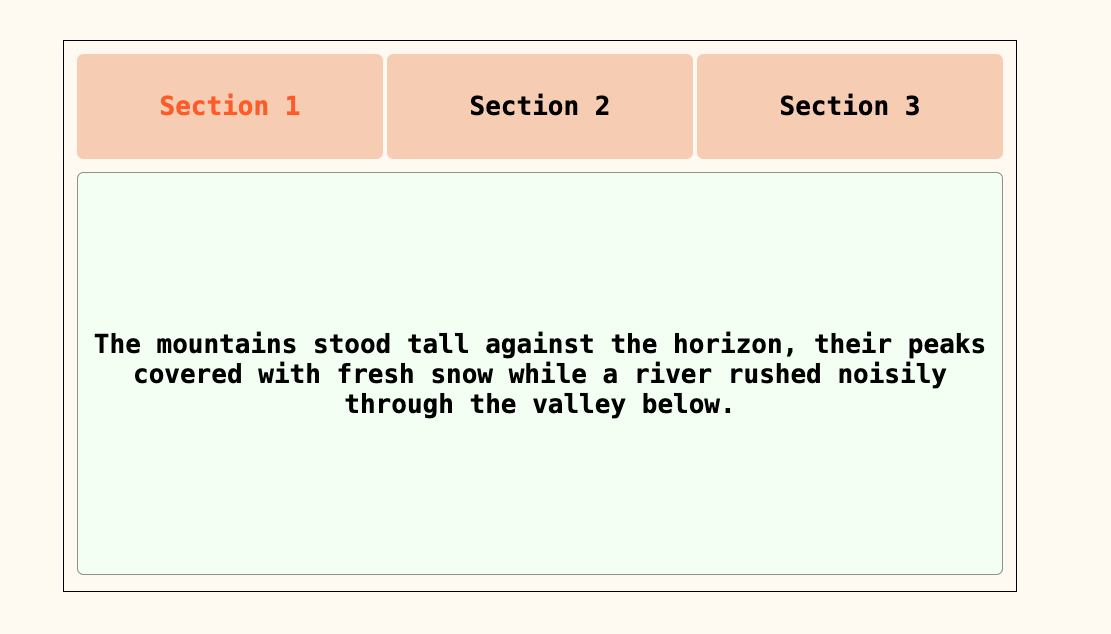 Section 1
Section 2
Section 3
The mountains stood tall against the horizon, their peaks
covered with fresh snow while a river rushed noisily
through the valley below.